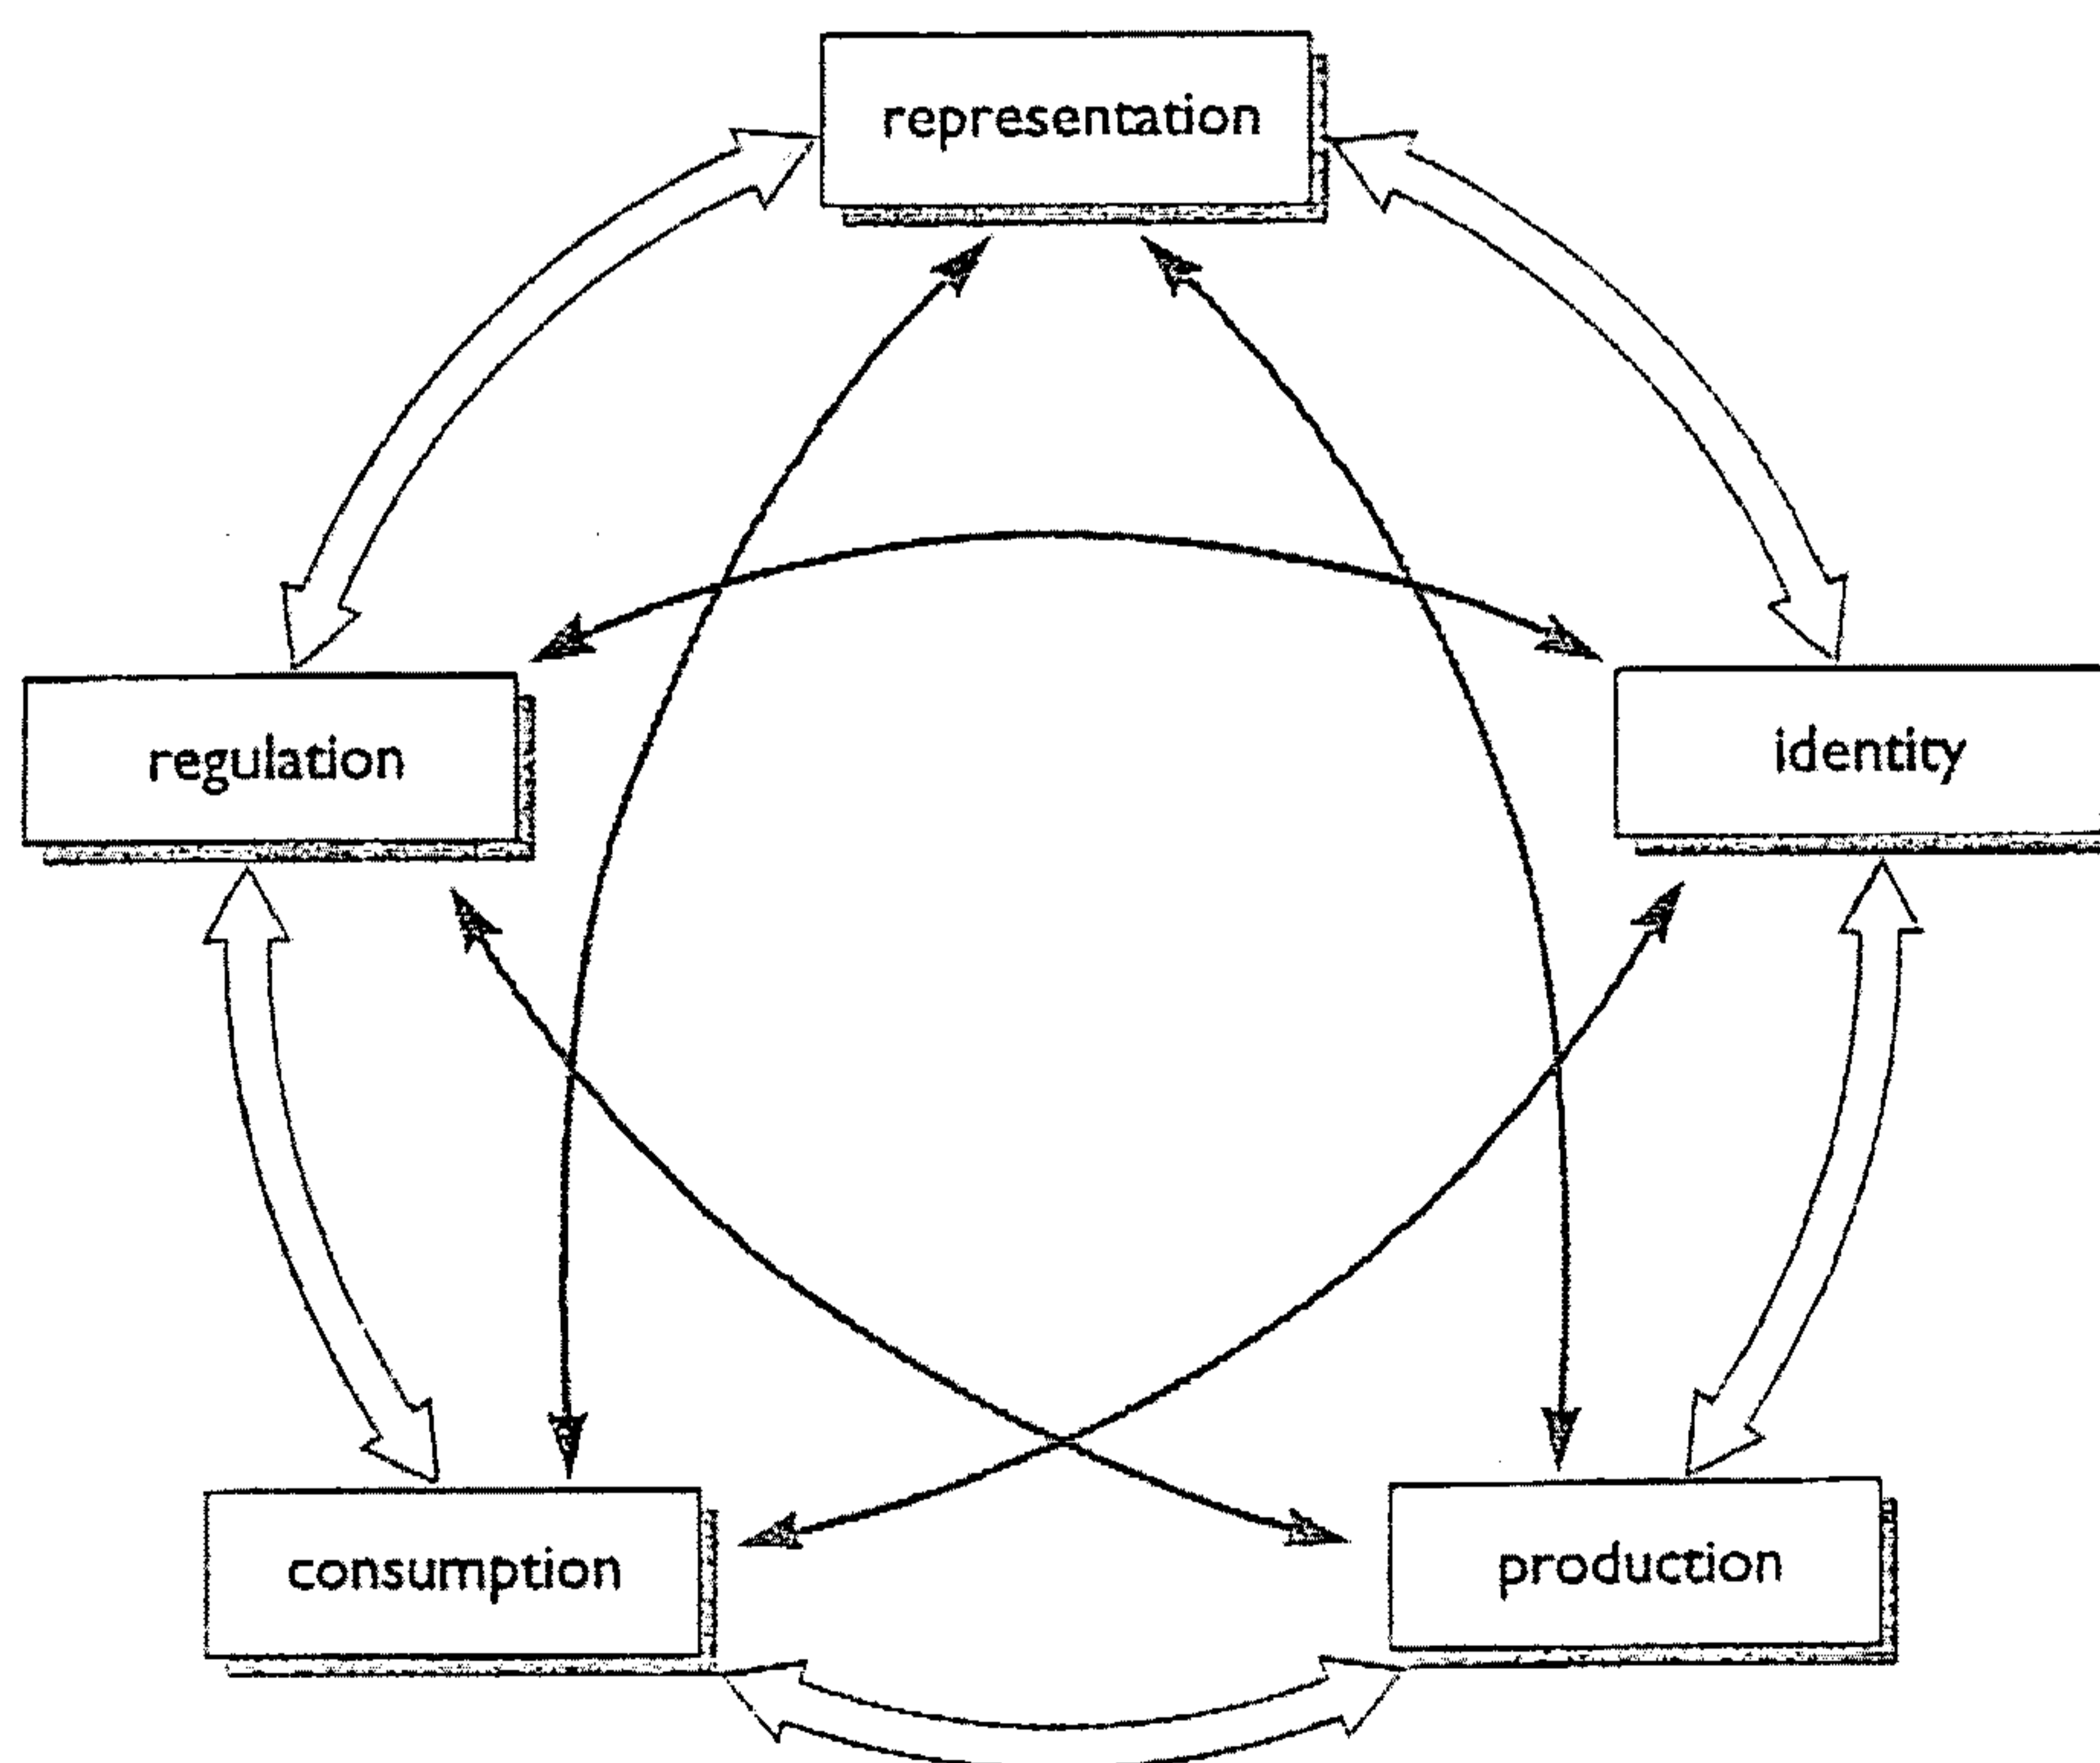 representation
regulation
identity
consumption
production